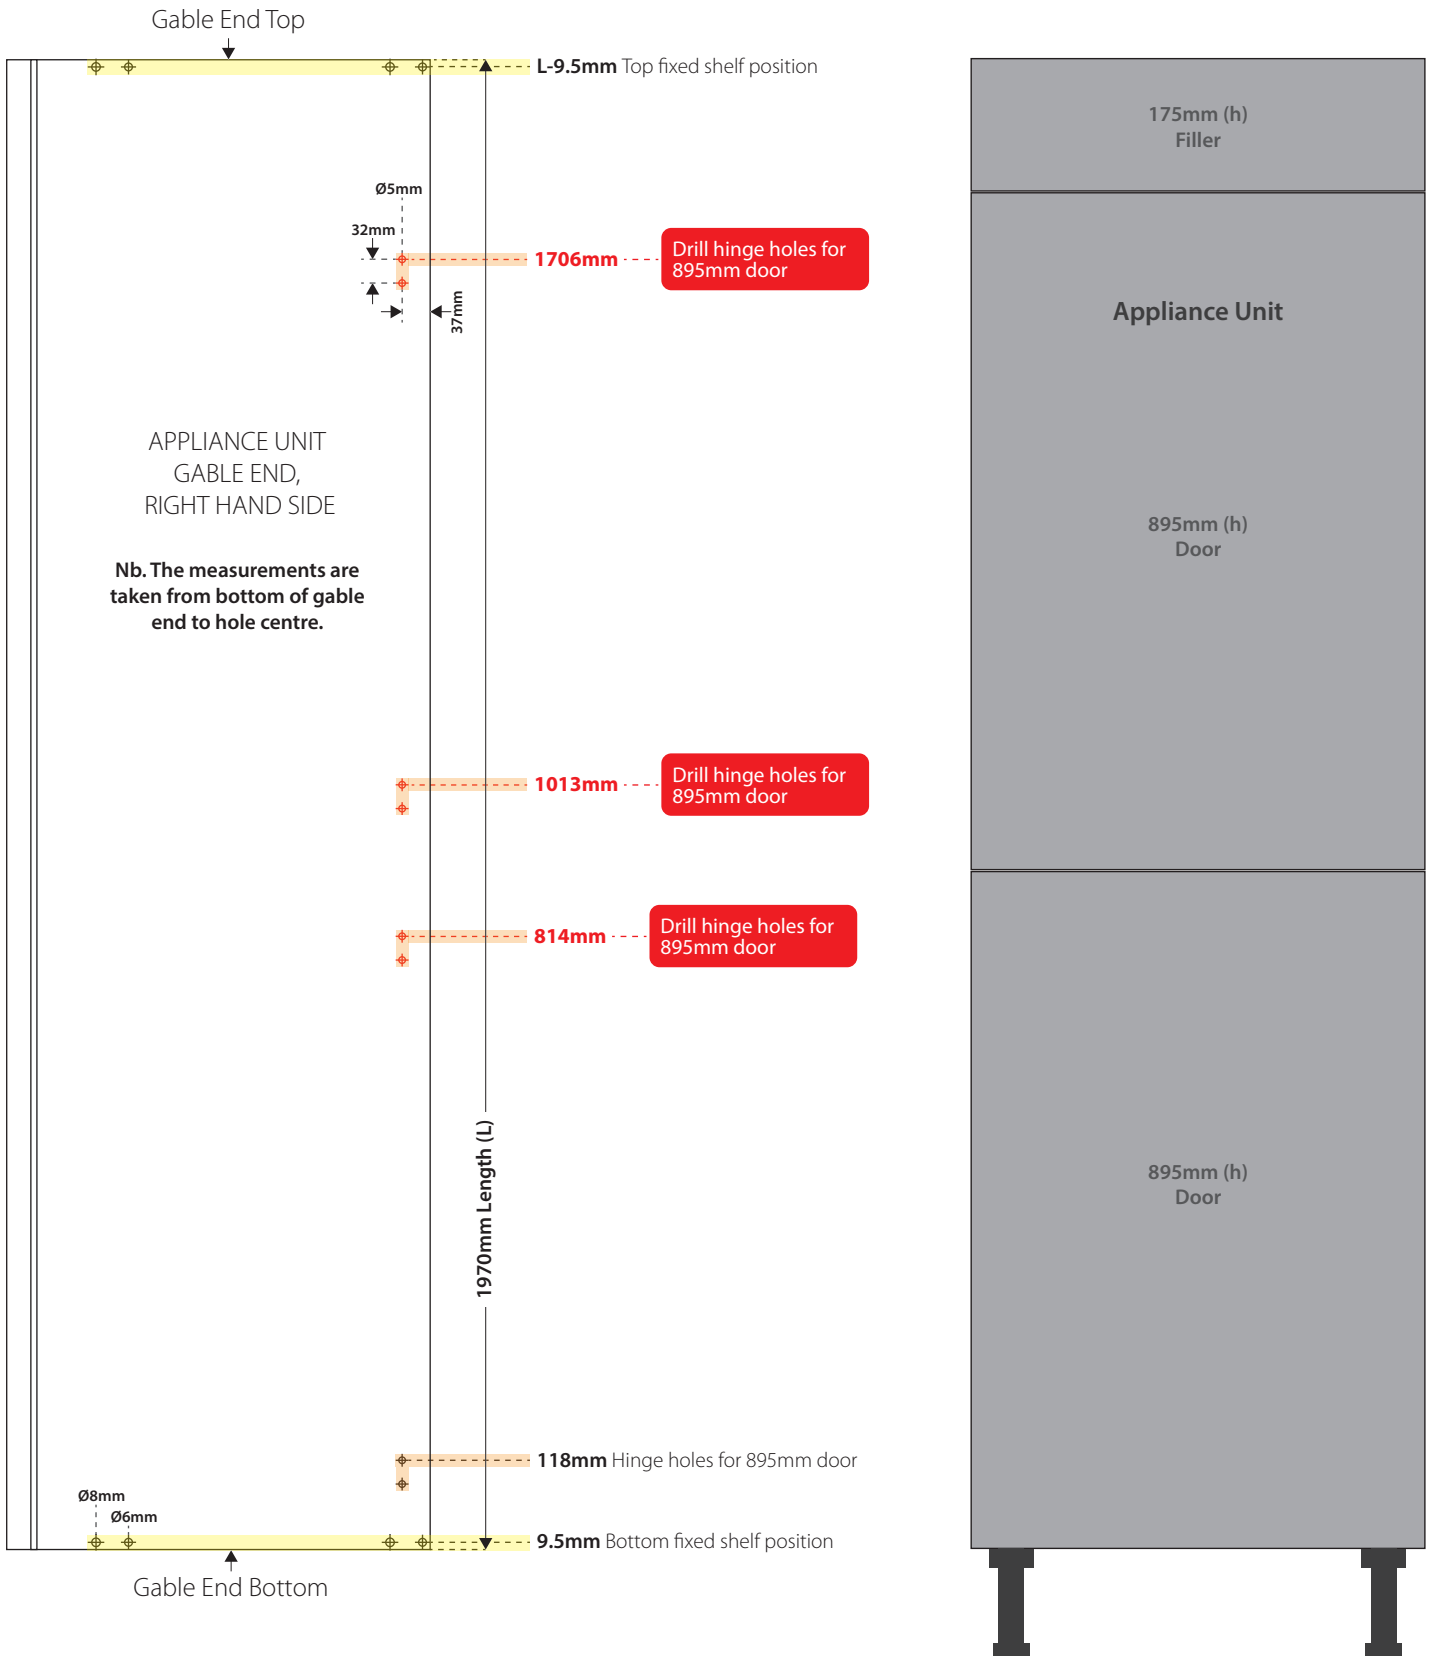 Gable End Top
L-9.5mm Top fixed shelf position
Ø5mm
32mm
1706mm
Drill hinge holes for
895mm door
37mm
APPLIANCE UNIT
GABLE END,
RIGHT HAND SIDE
Nb. The measurements are
taken from bottom of gable
end to hole centre.
1013mm
Drill hinge holes for
895mm door
814mm
Drill hinge holes for
895mm door
1970mm Length (L)
118mm Hinge holes for 895mm door
Ø8mm
Ø6mm
9.5mm Bottom fixed shelf position
Gable End Bottom
175mm (h)
Filler
Appliance Unit
895mm (h)
Door
895mm (h)
Door